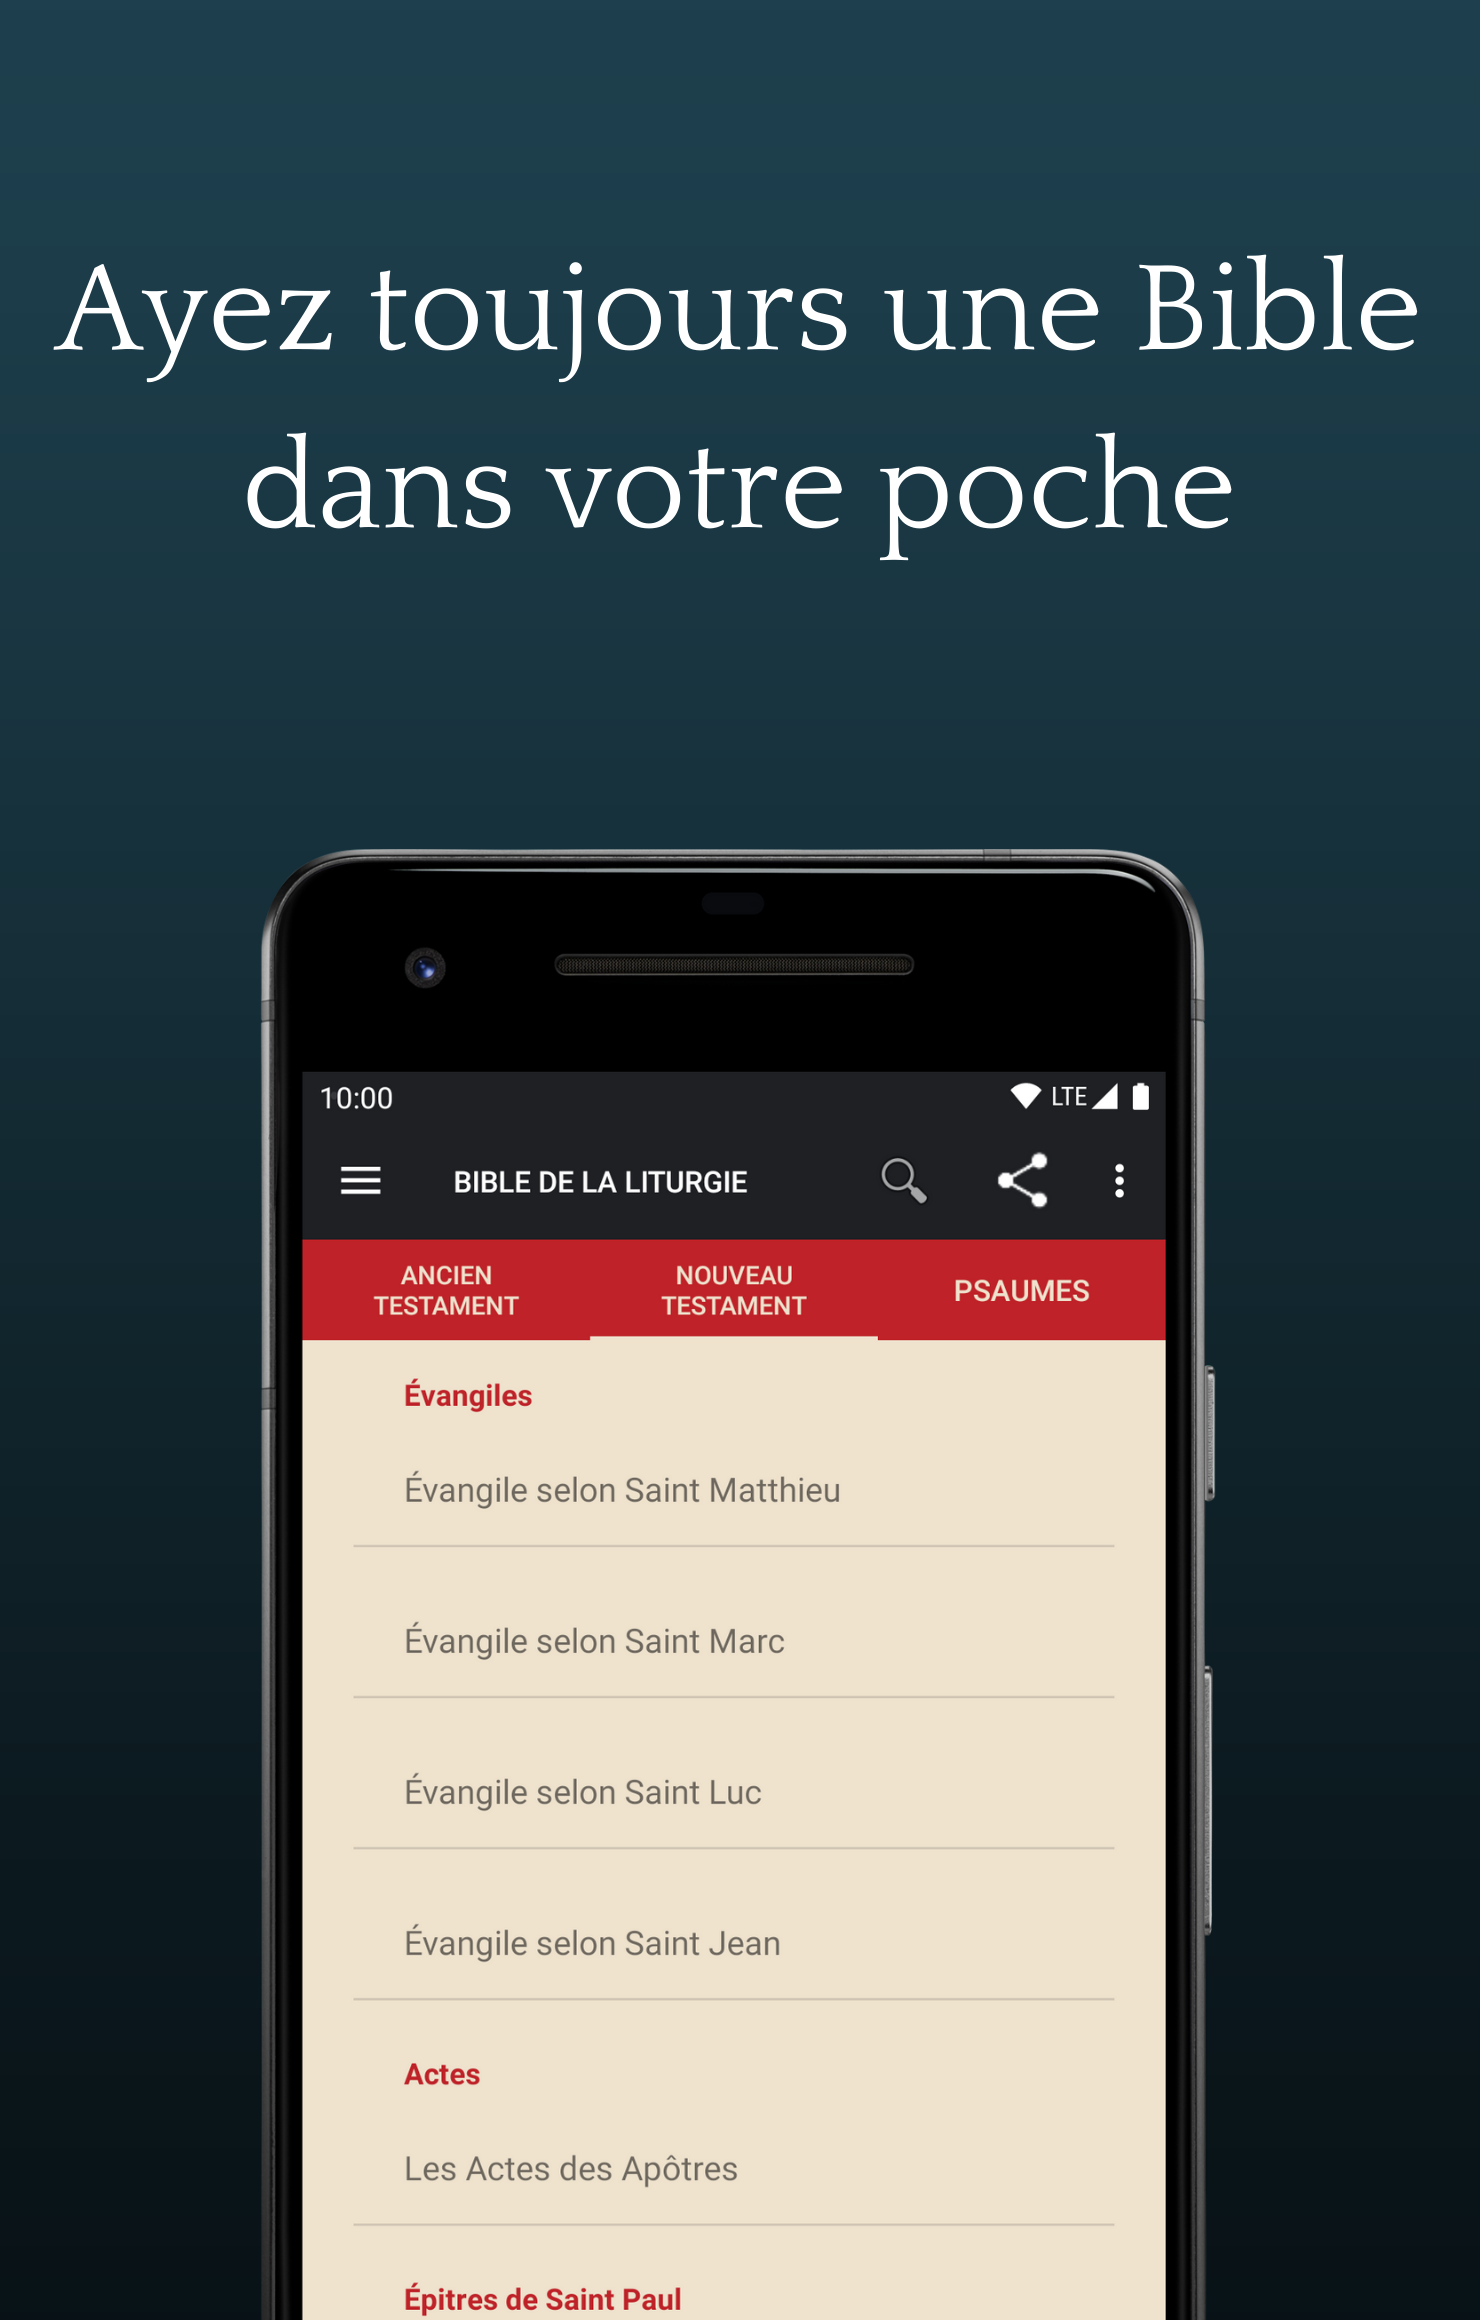 Ayez toujours une Bible
dans votre poche
10:00 LTE
BIBLE DE LA LITURGIE
ANCIEN
TESTAMENT
NOUVEAU
TESTAMENT
PSAUMES
Évangiles
Évangile selon Saint Matthieu
Évangile selon Saint Marc
Évangile selon Saint Luc
Évangile selon Saint Jean
Actes
Les Actes des Apôtres
Épitres de Saint Paul